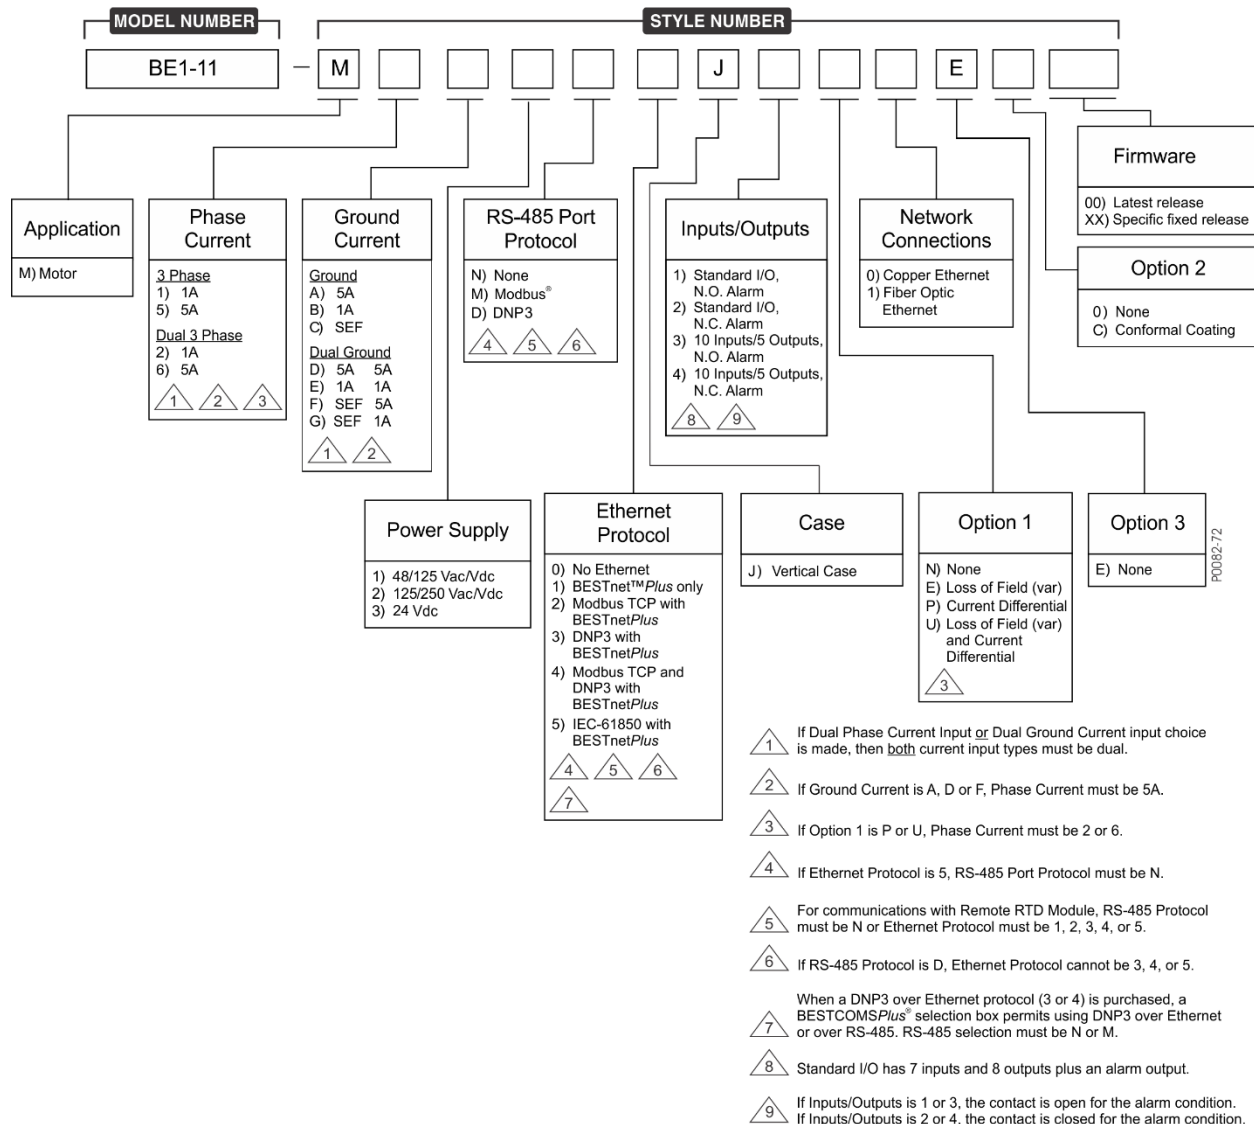 MODEL NUMBER
STYLE NUMBER
BE1-11
–
M
J
E
Application
M) Motor
Phase
Current
3 Phase
1) 1A
5) 5A
Dual 3 Phase
2) 1A
6) 5A
1 2 3
Ground
Current
Ground
A) 5A
B) 1A
C) SEF
Dual Ground
D) 5A 5A
E) 1A 1A
F) SEF 5A
G) SEF 1A
1 2
RS-485 Port
Protocol
N) None
M) Modbus®
D) DNP3
4 5 6
Inputs/Outputs
1) Standard I/O,
N.O. Alarm
2) Standard I/O,
N.C. Alarm
3) 10 Inputs/5 Outputs,
N.O. Alarm
4) 10 Inputs/5 Outputs,
N.C. Alarm
8 9
Network
Connections
0) Copper Ethernet
1) Fiber Optic
Ethernet
Firmware
00) Latest release
XX) Specific fixed release
Option 2
0) None
C) Conformal Coating
Power Supply
1) 48/125 Vac/Vdc
2) 125/250 Vac/Vdc
3) 24 Vdc
Ethernet
Protocol
0) No Ethernet
1) BESTnet™Plus only
2) Modbus TCP with
BESTnetPlus
3) DNP3 with
BESTnetPlus
4) Modbus TCP and
DNP3 with
BESTnetPlus
5) IEC-61850 with
BESTnetPlus
4 5 6
7
Case
J) Vertical Case
Option 1
N) None
E) Loss of Field (var)
P) Current Differential
U) Loss of Field (var)
and Current
Differential
3
Option 3
E) None
P0082-72
1 If Dual Phase Current Input or Dual Ground Current input choice
is made, then both current input types must be dual.
2 If Ground Current is A, D or F, Phase Current must be 5A.
3 If Option 1 is P or U, Phase Current must be 2 or 6.
4 If Ethernet Protocol is 5, RS-485 Port Protocol must be N.
5 For communications with Remote RTD Module, RS-485 Protocol
must be N or Ethernet Protocol must be 1, 2, 3, 4, or 5.
6 If RS-485 Protocol is D, Ethernet Protocol cannot be 3, 4, or 5.
When a DNP3 over Ethernet protocol (3 or 4) is purchased, a
BESTCOMSPlus® selection box permits using DNP3 over Ethernet
7 or over RS-485. RS-485 selection must be N or M.
8 Standard I/O has 7 inputs and 8 outputs plus an alarm output.
9 If Inputs/Outputs is 1 or 3, the contact is open for the alarm condition.
If Inputs/Outputs is 2 or 4, the contact is closed for the alarm condition.